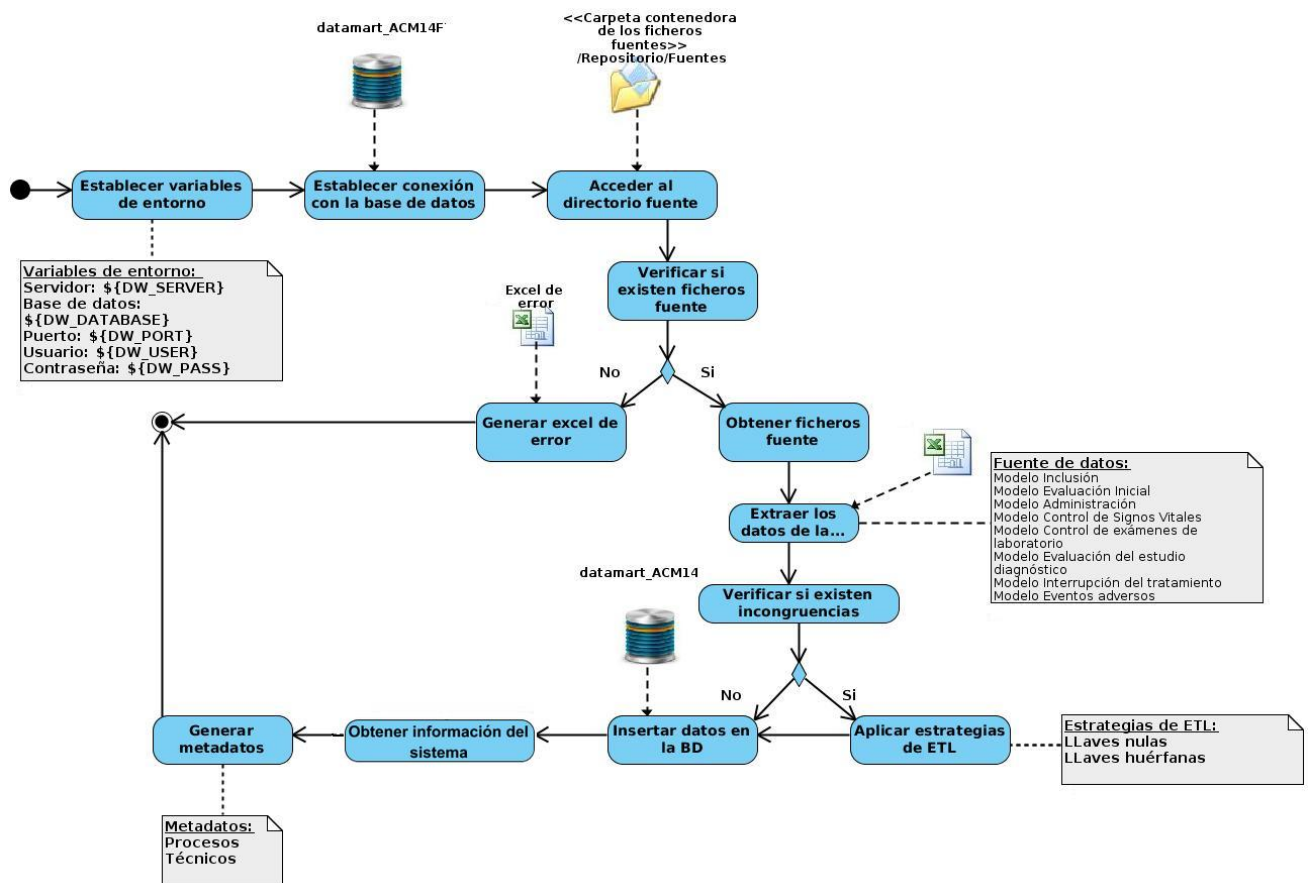 datamart_ACM14F
<<Carpeta contenedora
de los ficheros
fuentes>>
/Repositorio/Fuentes
Establecer variables
de entorno
Establecer conexión
con la base de datos
Acceder al
directorio fuente
Variables de entorno:
Servidor: ${DW_SERVER}
Base de datos:
${DW_DATABASE}
Puerto: ${DW_PORT}
Usuario: ${DW_USER}
Contraseña: ${DW_PASS}
Verificar si
existen ficheros
fuente
Excel de
error
No
Si
Generar excel de
error
Obtener ficheros
fuente
Fuente de datos:
Modelo Inclusión
Modelo Evaluación Inicial
Modelo Administración
Modelo Control de Signos Vitales
Modelo Control de exámenes de
laboratorio
Modelo Evaluación del estudio
diagnóstico
Modelo Interrupción del tratamiento
Modelo Eventos adversos
Extraer los
datos de la...
datamart_ACM14
Verificar si existen
incongruencias
No
Si
Generar
metadatos
Obtener información del
sistema
Insertar datos en
la BD
Aplicar estrategias
de ETL
Estrategias de ETL:
LLaves nulas
LLaves huérfanas
Metadatos:
Procesos
Técnicos